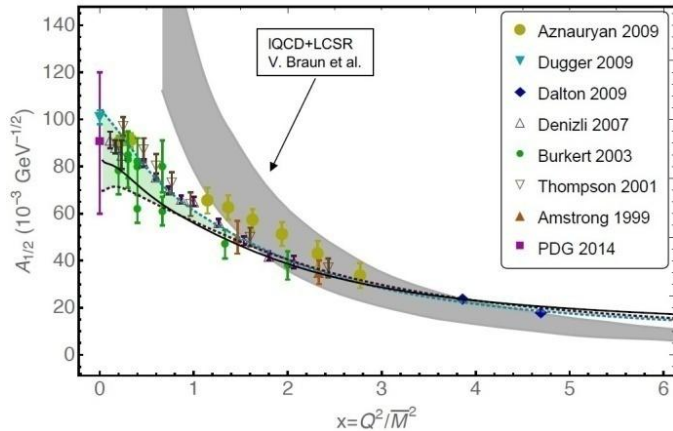 140
120
100
80
60
40
20
0
A1/2 (10⁻³ GeV⁻¹/²)
lQCD+LCSR
V. Braun et al.
Aznauryan 2009
Dugger 2009
Dalton 2009
Denizli 2007
Burkert 2003
Thompson 2001
Amstrong 1999
PDG 2014
0 1 2 3 4 5 6
x=Q²/M̅²